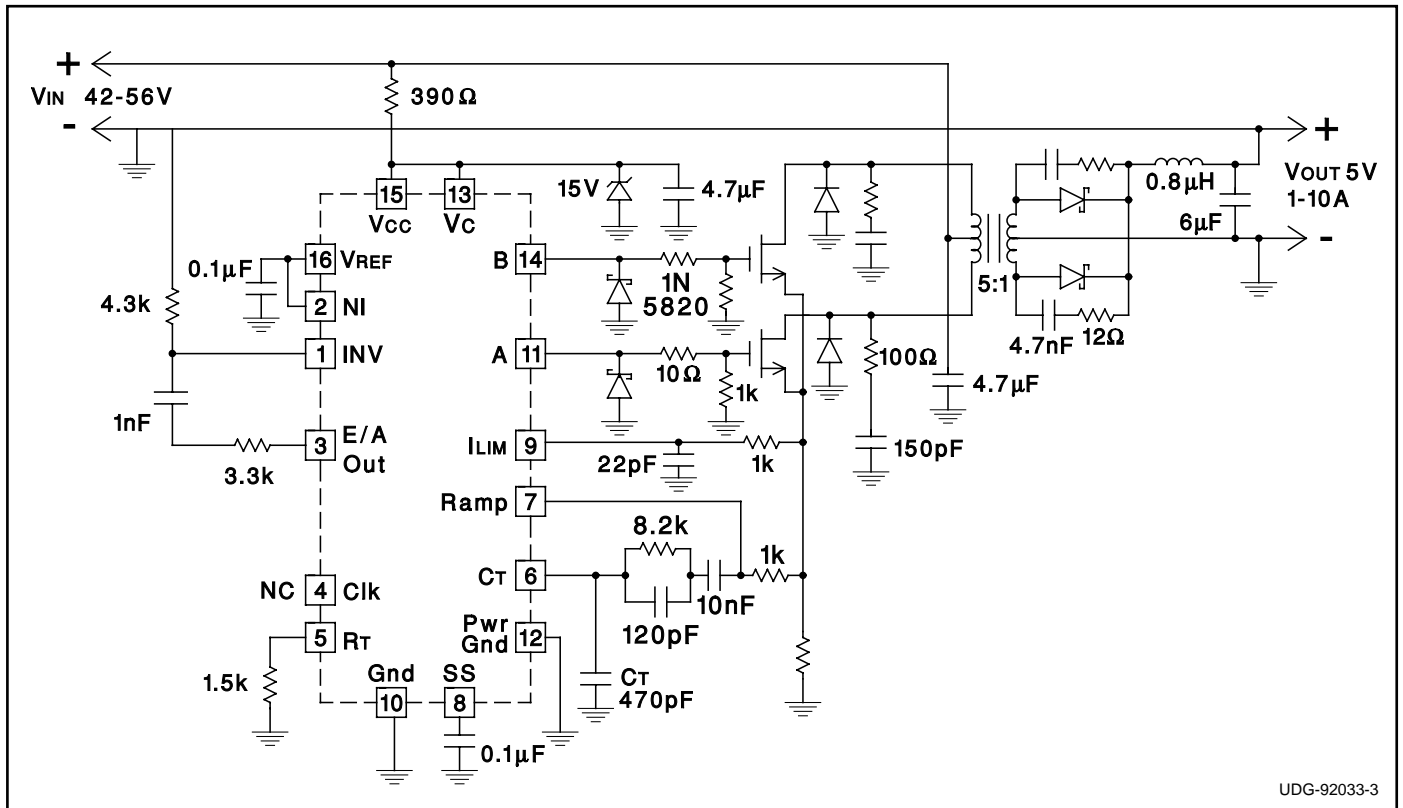 +
VIN 42-56V
-
390Ω
+
VOUT 5V
1-10A
-
15V
4.7µF
0.8µH
6µF
15
VCC
13
VC
0.1µF
16 VREF
B 14
1N
5820
5:1
4.3k
2 NI
1 INV
A 11
10Ω
1k
100Ω
4.7µF
4.7nF
12Ω
1nF
3 E/A
Out
3.3k
ILIM 9
22pF
1k
150pF
Ramp 7
8.2k
1k
NC 4 Clk
CT 6
10nF
120pF
5 RT
Pwr
Gnd 12
1.5k
Gnd
10
SS
8
CT
470pF
0.1µF
UDG-92033-3